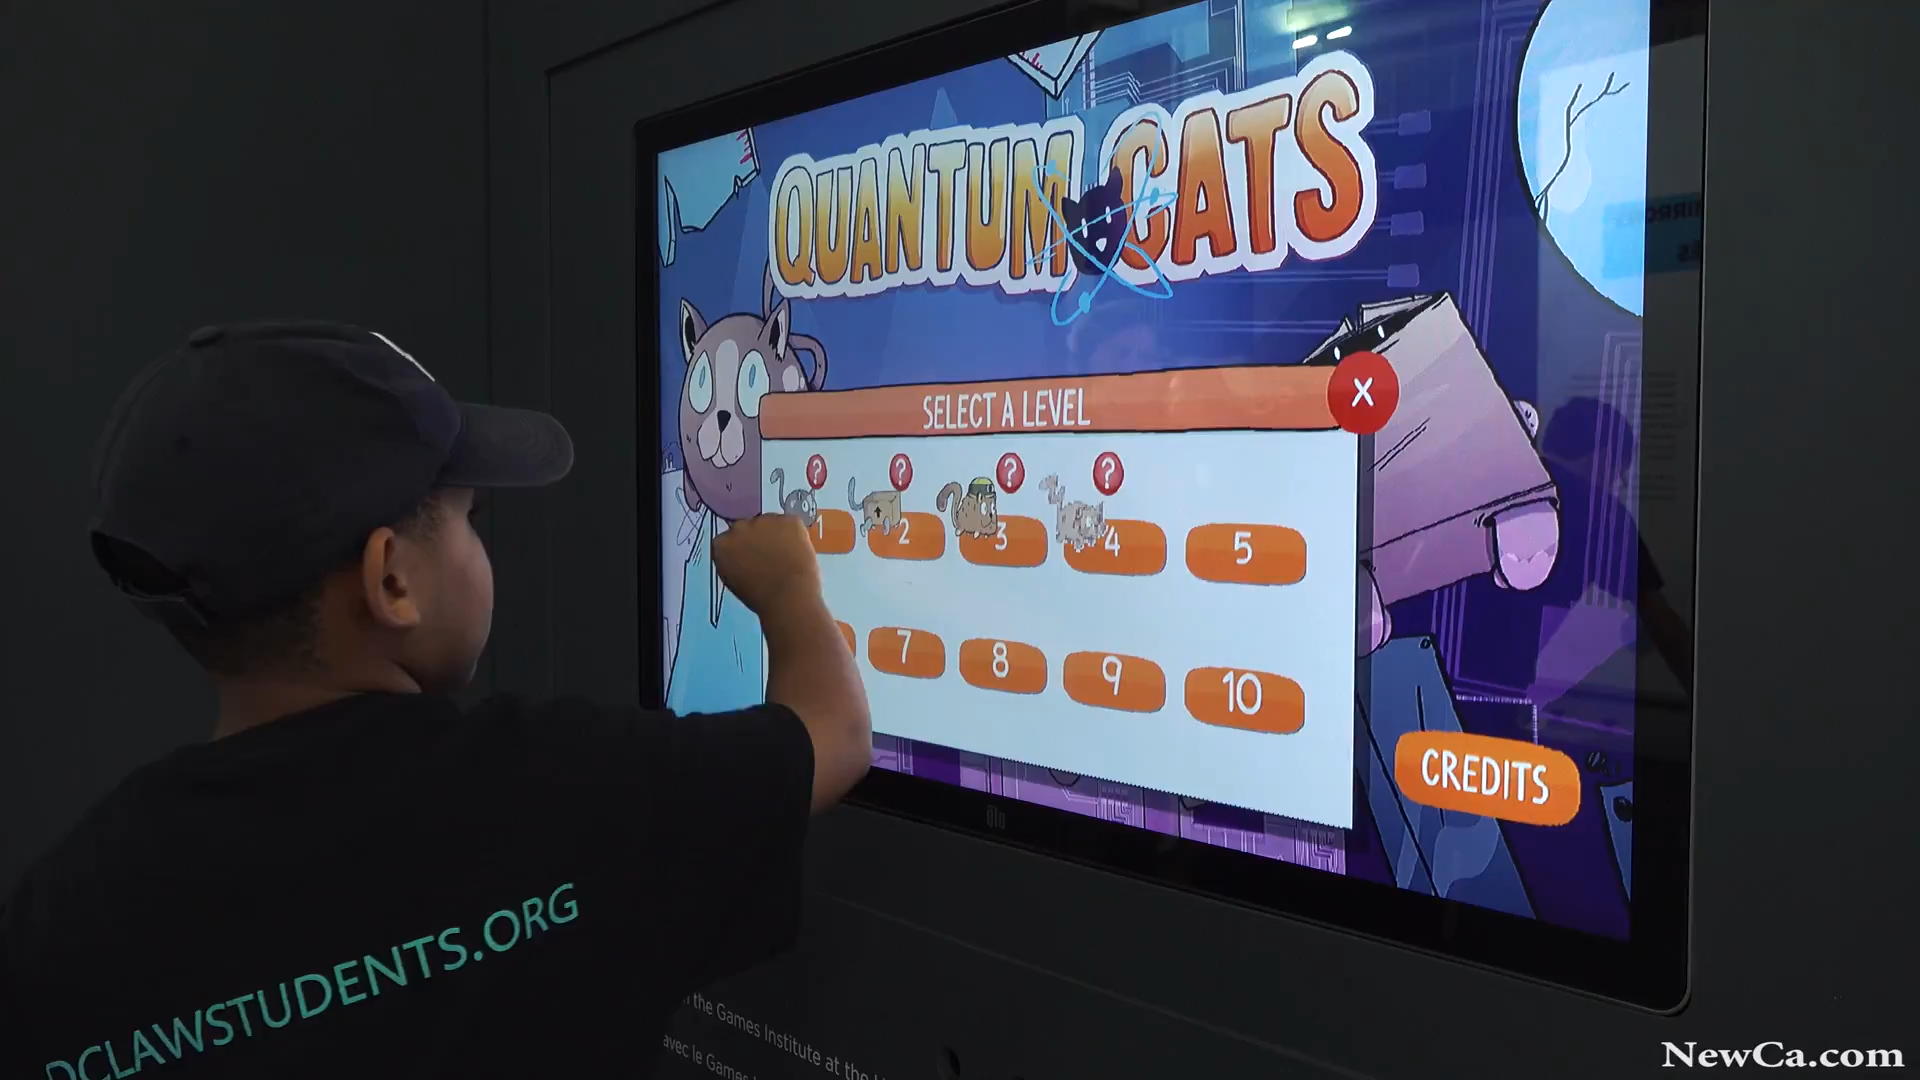 QUANTUM CATS
SELECT A LEVEL
X
? ? ? ?
1 2 3 4 5
7 8 9 10
CREDITS
DCLAWSTUDENTS.ORG
the Games Institute at the
avec le Games
elo
NewCa.com